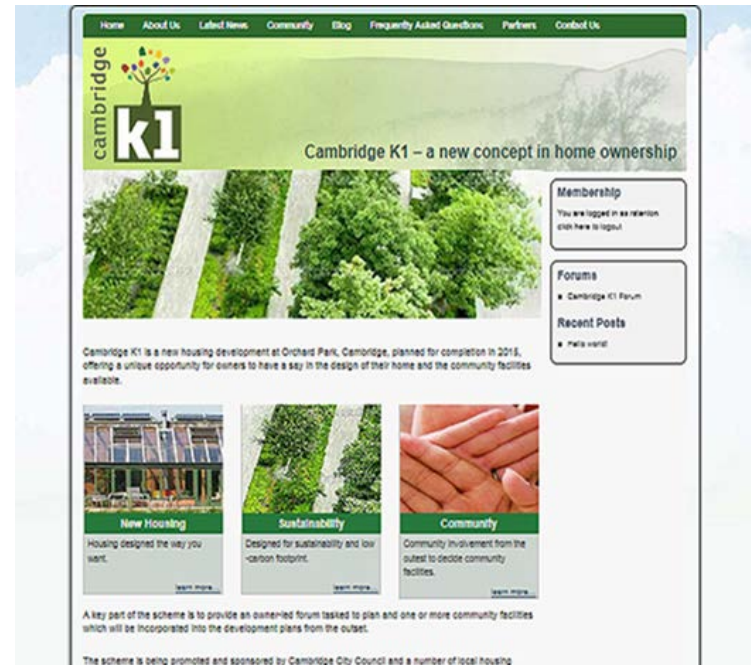 Home About Us Latest News Community Blog Frequently Asked Questions Partners Contact Us
cambridge
k1
Cambridge K1 – a new concept in home ownership
Membership
You are logged in as retention
click here to logout
Forums
Cambridge K1 Forum
Recent Posts
Hello world!
Cambridge K1 is a new housing development at Orchard Park, Cambridge, planned for completion in 2015,
offering a unique opportunity for owners to have a say in the design of their home and the community facilities
available.
New Housing
Housing designed the way you
want.
learn more...
Sustainability
Designed for sustainability and low
-carbon footprint.
learn more...
Community
Community involvement from the
outest to decide community
facilities.
learn more...
A key part of the scheme is to provide an owner-led forum tasked to plan and one or more community facilities
which will be incorporated into the development plans from the outset.
The scheme is being promoted and sponsored by Cambridge City Council and a number of local housing